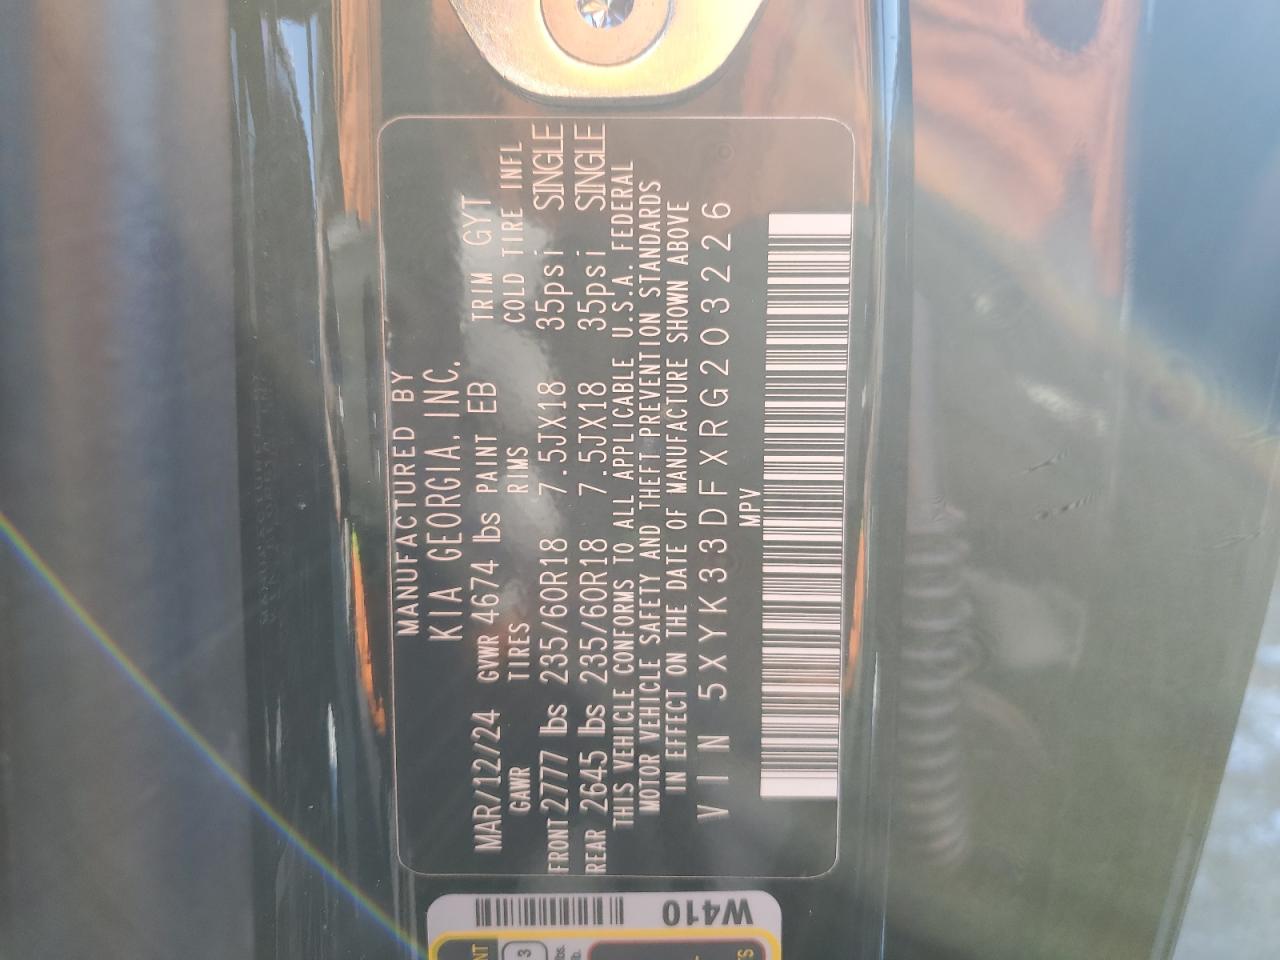 MANUFACTURED BY
KIA GEORGIA, INC.
MAR/12/24 GVWR 4674 lbs PAINT EB TRIM GYT
GAWR TIRES RIMS COLD TIRE INFL
FRONT 2777 lbs 235/60R18 7.5JX18 35psi SINGLE
REAR 2645 lbs 235/60R18 7.5JX18 35psi SINGLE
THIS VEHICLE CONFORMS TO ALL APPLICABLE U.S.A. FEDERAL
MOTOR VEHICLE SAFETY AND THEFT PREVENTION STANDARDS
IN EFFECT ON THE DATE OF MANUFACTURE SHOWN ABOVE
VIN 5XYK33DFXRG203226
MPV
W410
3